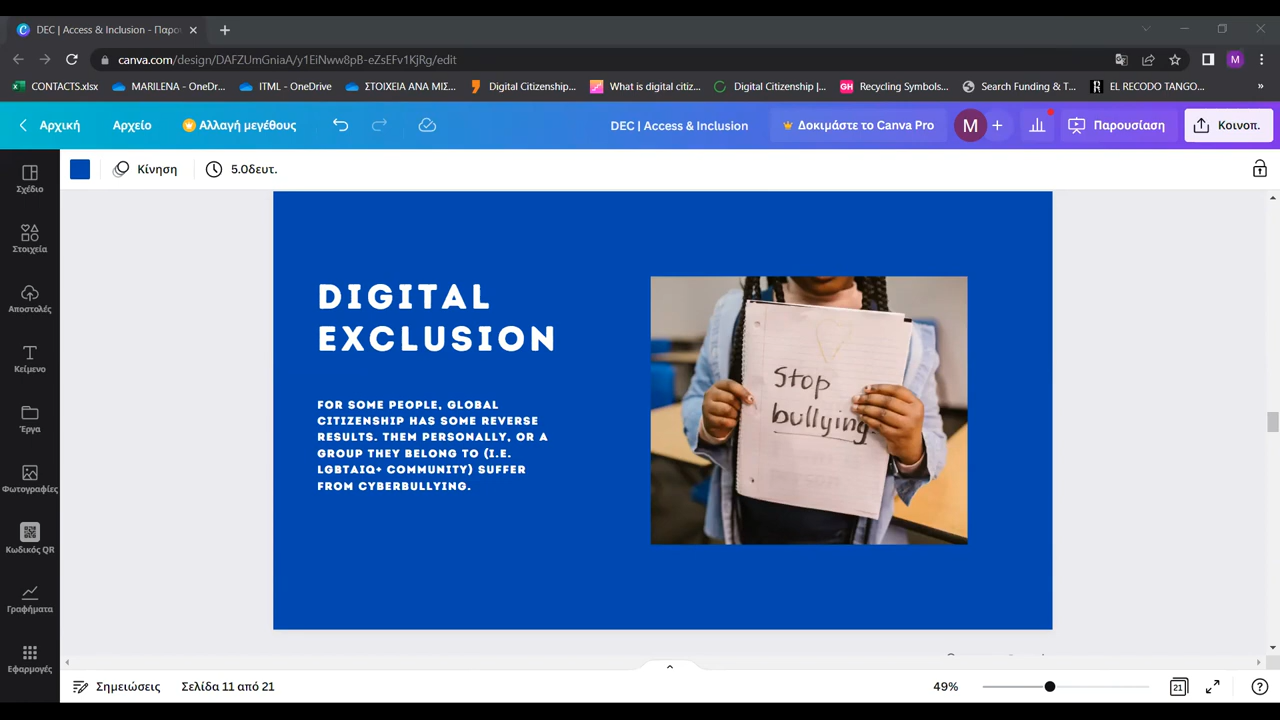 DEC | Access & Inclusion - Παρου
canva.com/design/DAFZUmGniaA/y1EiNww8pB-eZsEFv1KjRg/edit
M
CONTACTS.xlsx
MARILENA - OneDr...
ITML - OneDrive
ΣΤΟΙΧΕΙΑ ΑΝΑ ΜΙΣ...
Digital Citizenship...
What is digital citiz...
Digital Citizenship |...
GH
Recycling Symbols...
Search Funding & T...
EL RECODO TANGO...
»
Αρχική
Αρχείο
Αλλαγή μεγέθους
DEC | Access & Inclusion
Δοκιμάστε το Canva Pro
M
+
Παρουσίαση
Κοινοπ.
Κίνηση
5.0δευτ.
Σχέδιο
Στοιχεία
Αποστολές
Κείμενο
Έργα
Φωτογραφίες
Κωδικός QR
Γραφήματα
Εφαρμογές
DIGITAL
EXCLUSION
FOR SOME PEOPLE, GLOBAL
CITIZENSHIP HAS SOME REVERSE
RESULTS. THEM PERSONALLY, OR A
GROUP THEY BELONG TO (I.E.
LGBTAIQ+ COMMUNITY) SUFFER
FROM CYBERBULLYING.
Stop
bullying.
Σημειώσεις
Σελίδα 11 από 21
49%
21
?